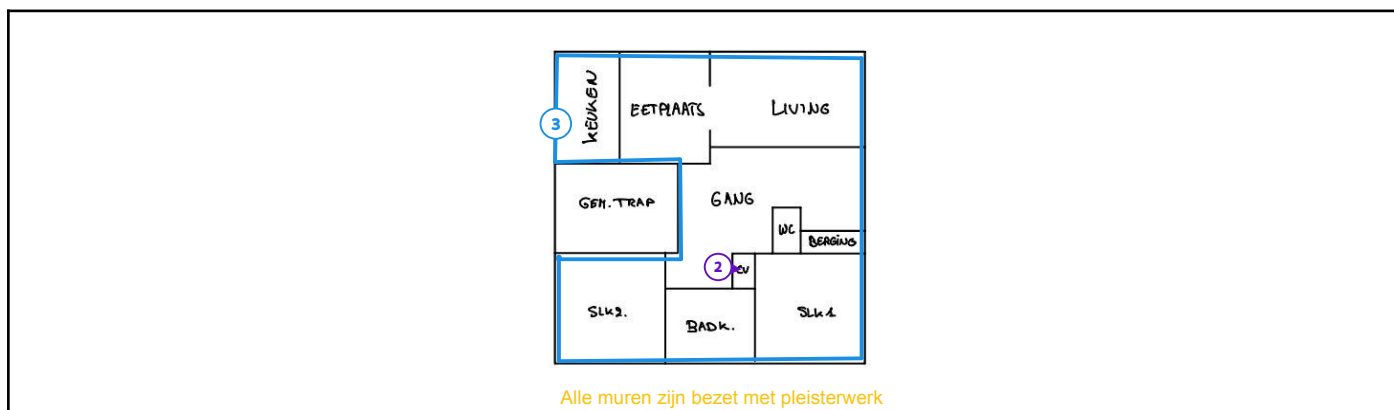 KEUKEN
EETPLAATS
LIVING
3
GEM. TRAP
GANG
WC
BERGING
2
CV
SLK2.
BADK.
SLK1
Alle muren zijn bezet met pleisterwerk